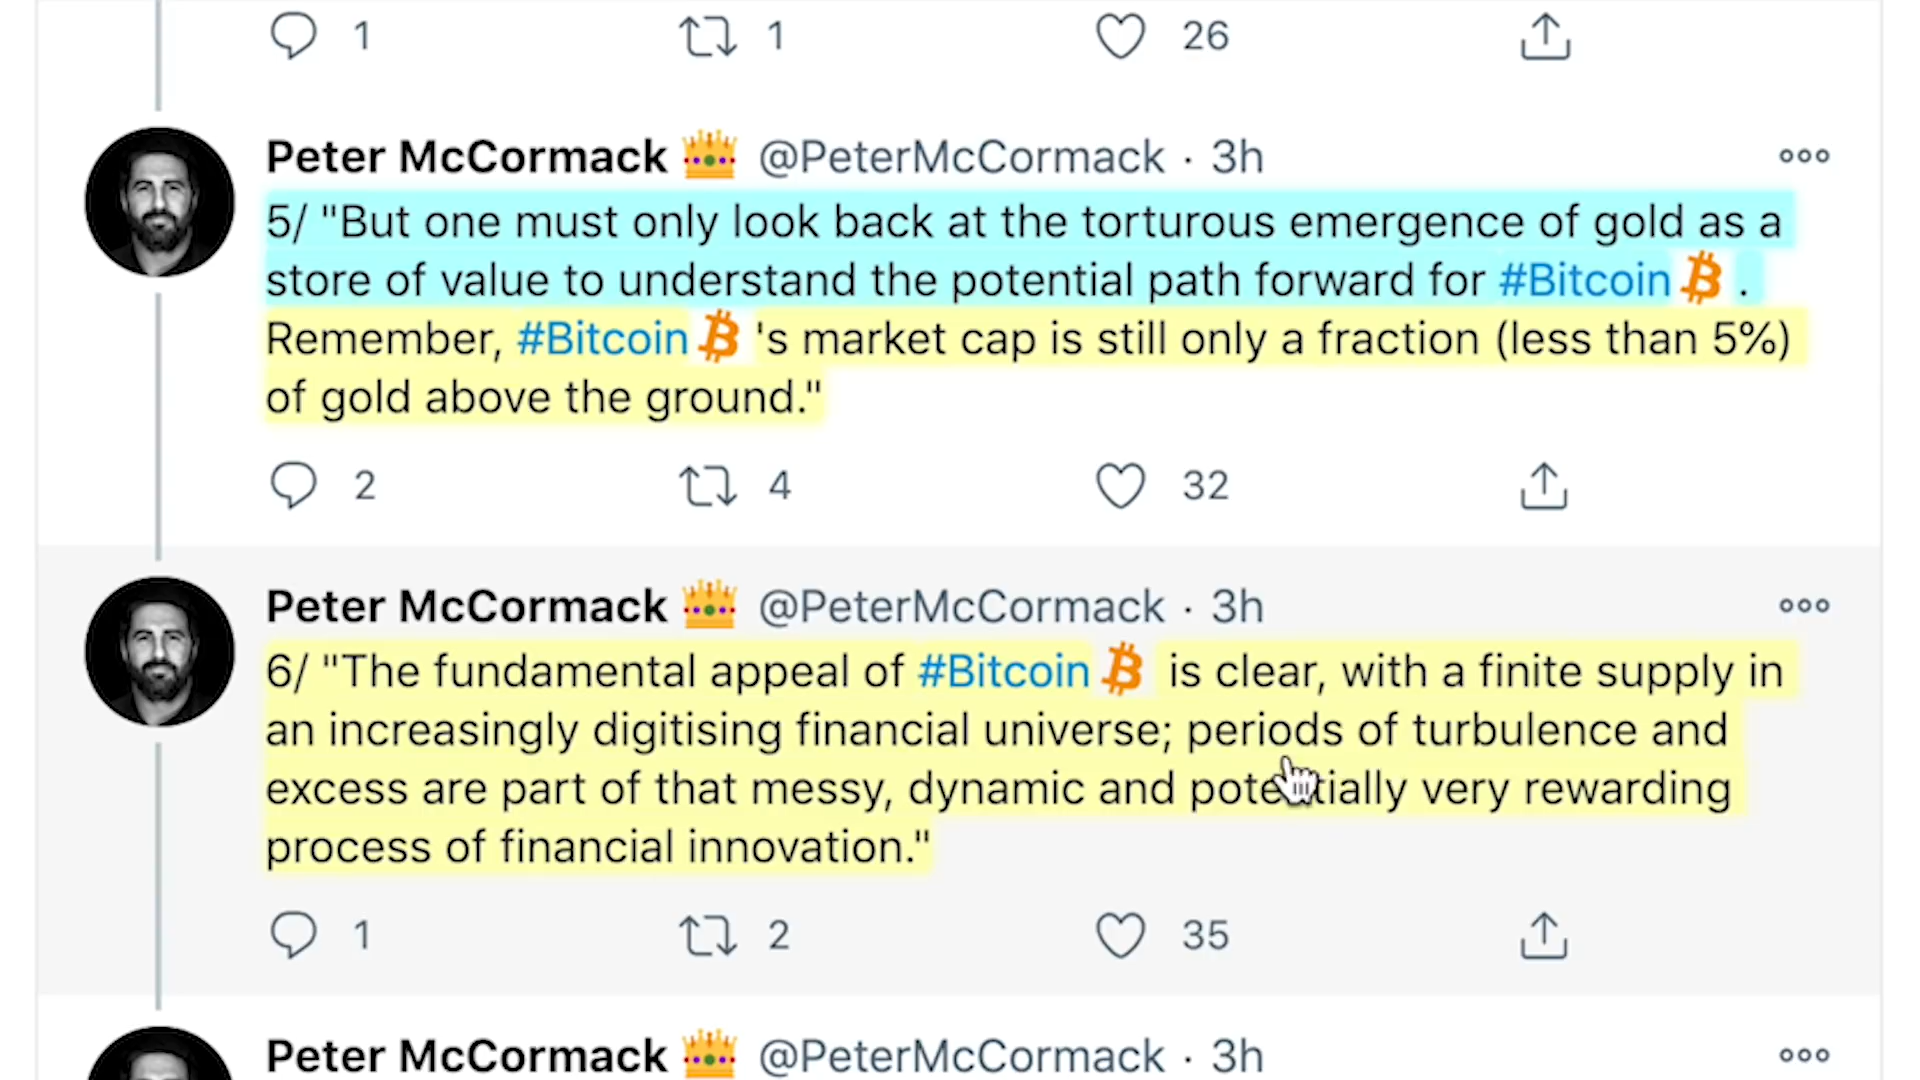 1 1 26
Peter McCormack @PeterMcCormack · 3h
5/ "But one must only look back at the torturous emergence of gold as a
store of value to understand the potential path forward for #Bitcoin .
Remember, #Bitcoin 's market cap is still only a fraction (less than 5%)
of gold above the ground."
2 4 32
Peter McCormack @PeterMcCormack · 3h
6/ "The fundamental appeal of #Bitcoin is clear, with a finite supply in
an increasingly digitising financial universe; periods of turbulence and
excess are part of that messy, dynamic and potentially very rewarding
process of financial innovation."
1 2 35
Peter McCormack @PeterMcCormack · 3h